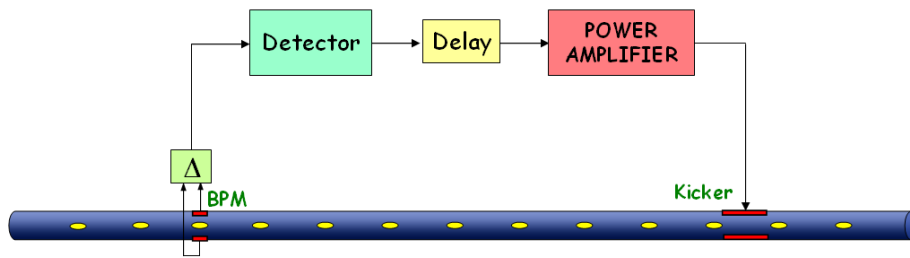 Detector
Delay
POWER
AMPLIFIER
Δ
BPM
Kicker